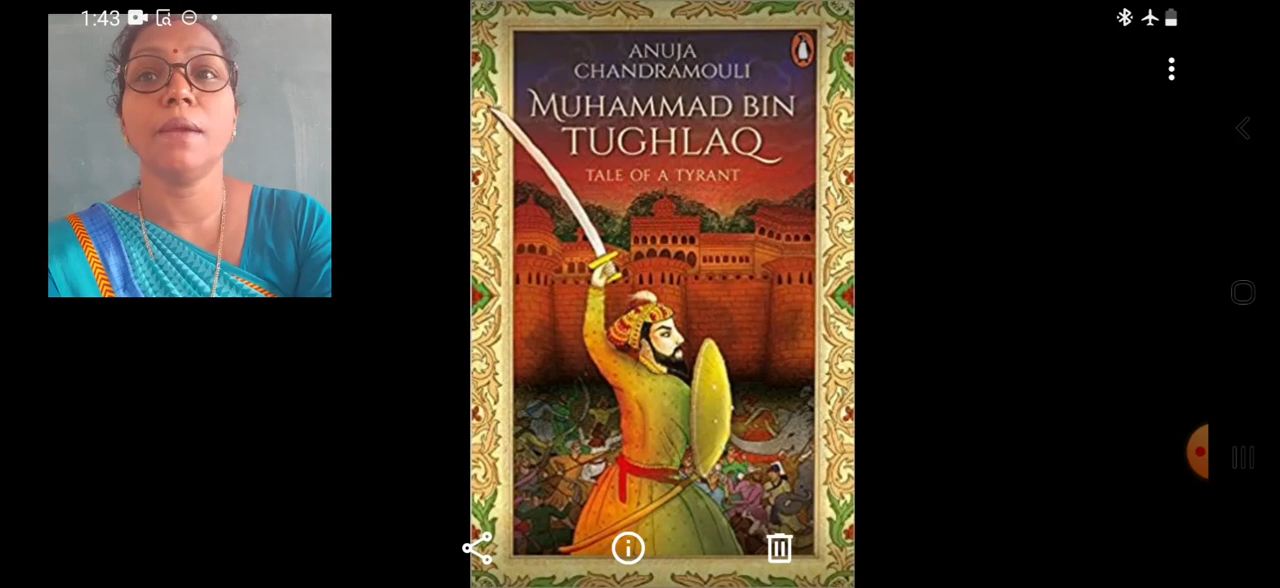 1:43
ANUJA
CHANDRAMOULI
MUHAMMAD BIN
TUGHLAQ
TALE OF A TYRANT